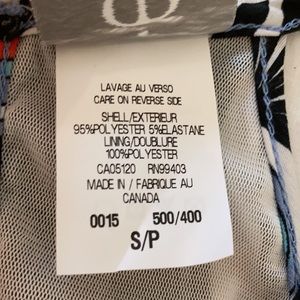 LAVAGE AU VERSO
CARE ON REVERSE SIDE
SHELL/EXTERIEUR
95%POLYESTER 5%ELASTANE
LINING/DOUBLURE
100%POLYESTER
CA05120 RN99403
MADE IN / FABRIQUE AU
CANADA
0015 500/400
S/P